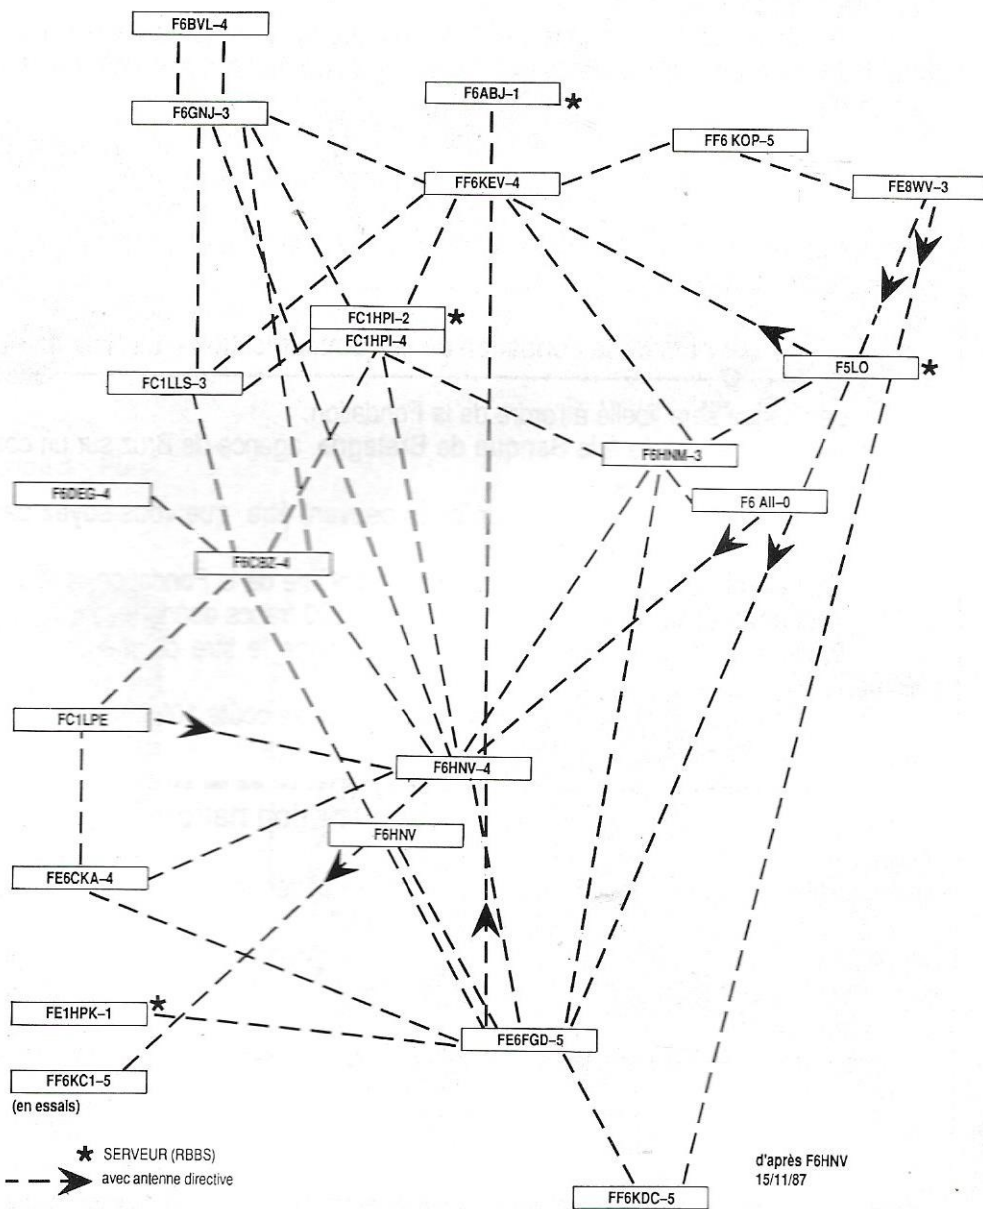 F6BVL–4
F6ABJ–1
F6GNJ–3
FF6 KOP–5
FF6KEV–4
FE8WV–3
FC1HPI–2
FC1HPI–4
F5LO
FC1LLS–3
F6HNM–3
F6DEG–4
F6 AII–0
F6CBZ–4
FC1LPE
F6HNV–4
F6HNV
FE6CKA–4
FE1HPK–1
FE6FGD–5
FF6KC1–5
(en essais)
SERVEUR (RBBS)
avec antenne directive
d'après F6HNV
15/11/87
FF6KDC–5